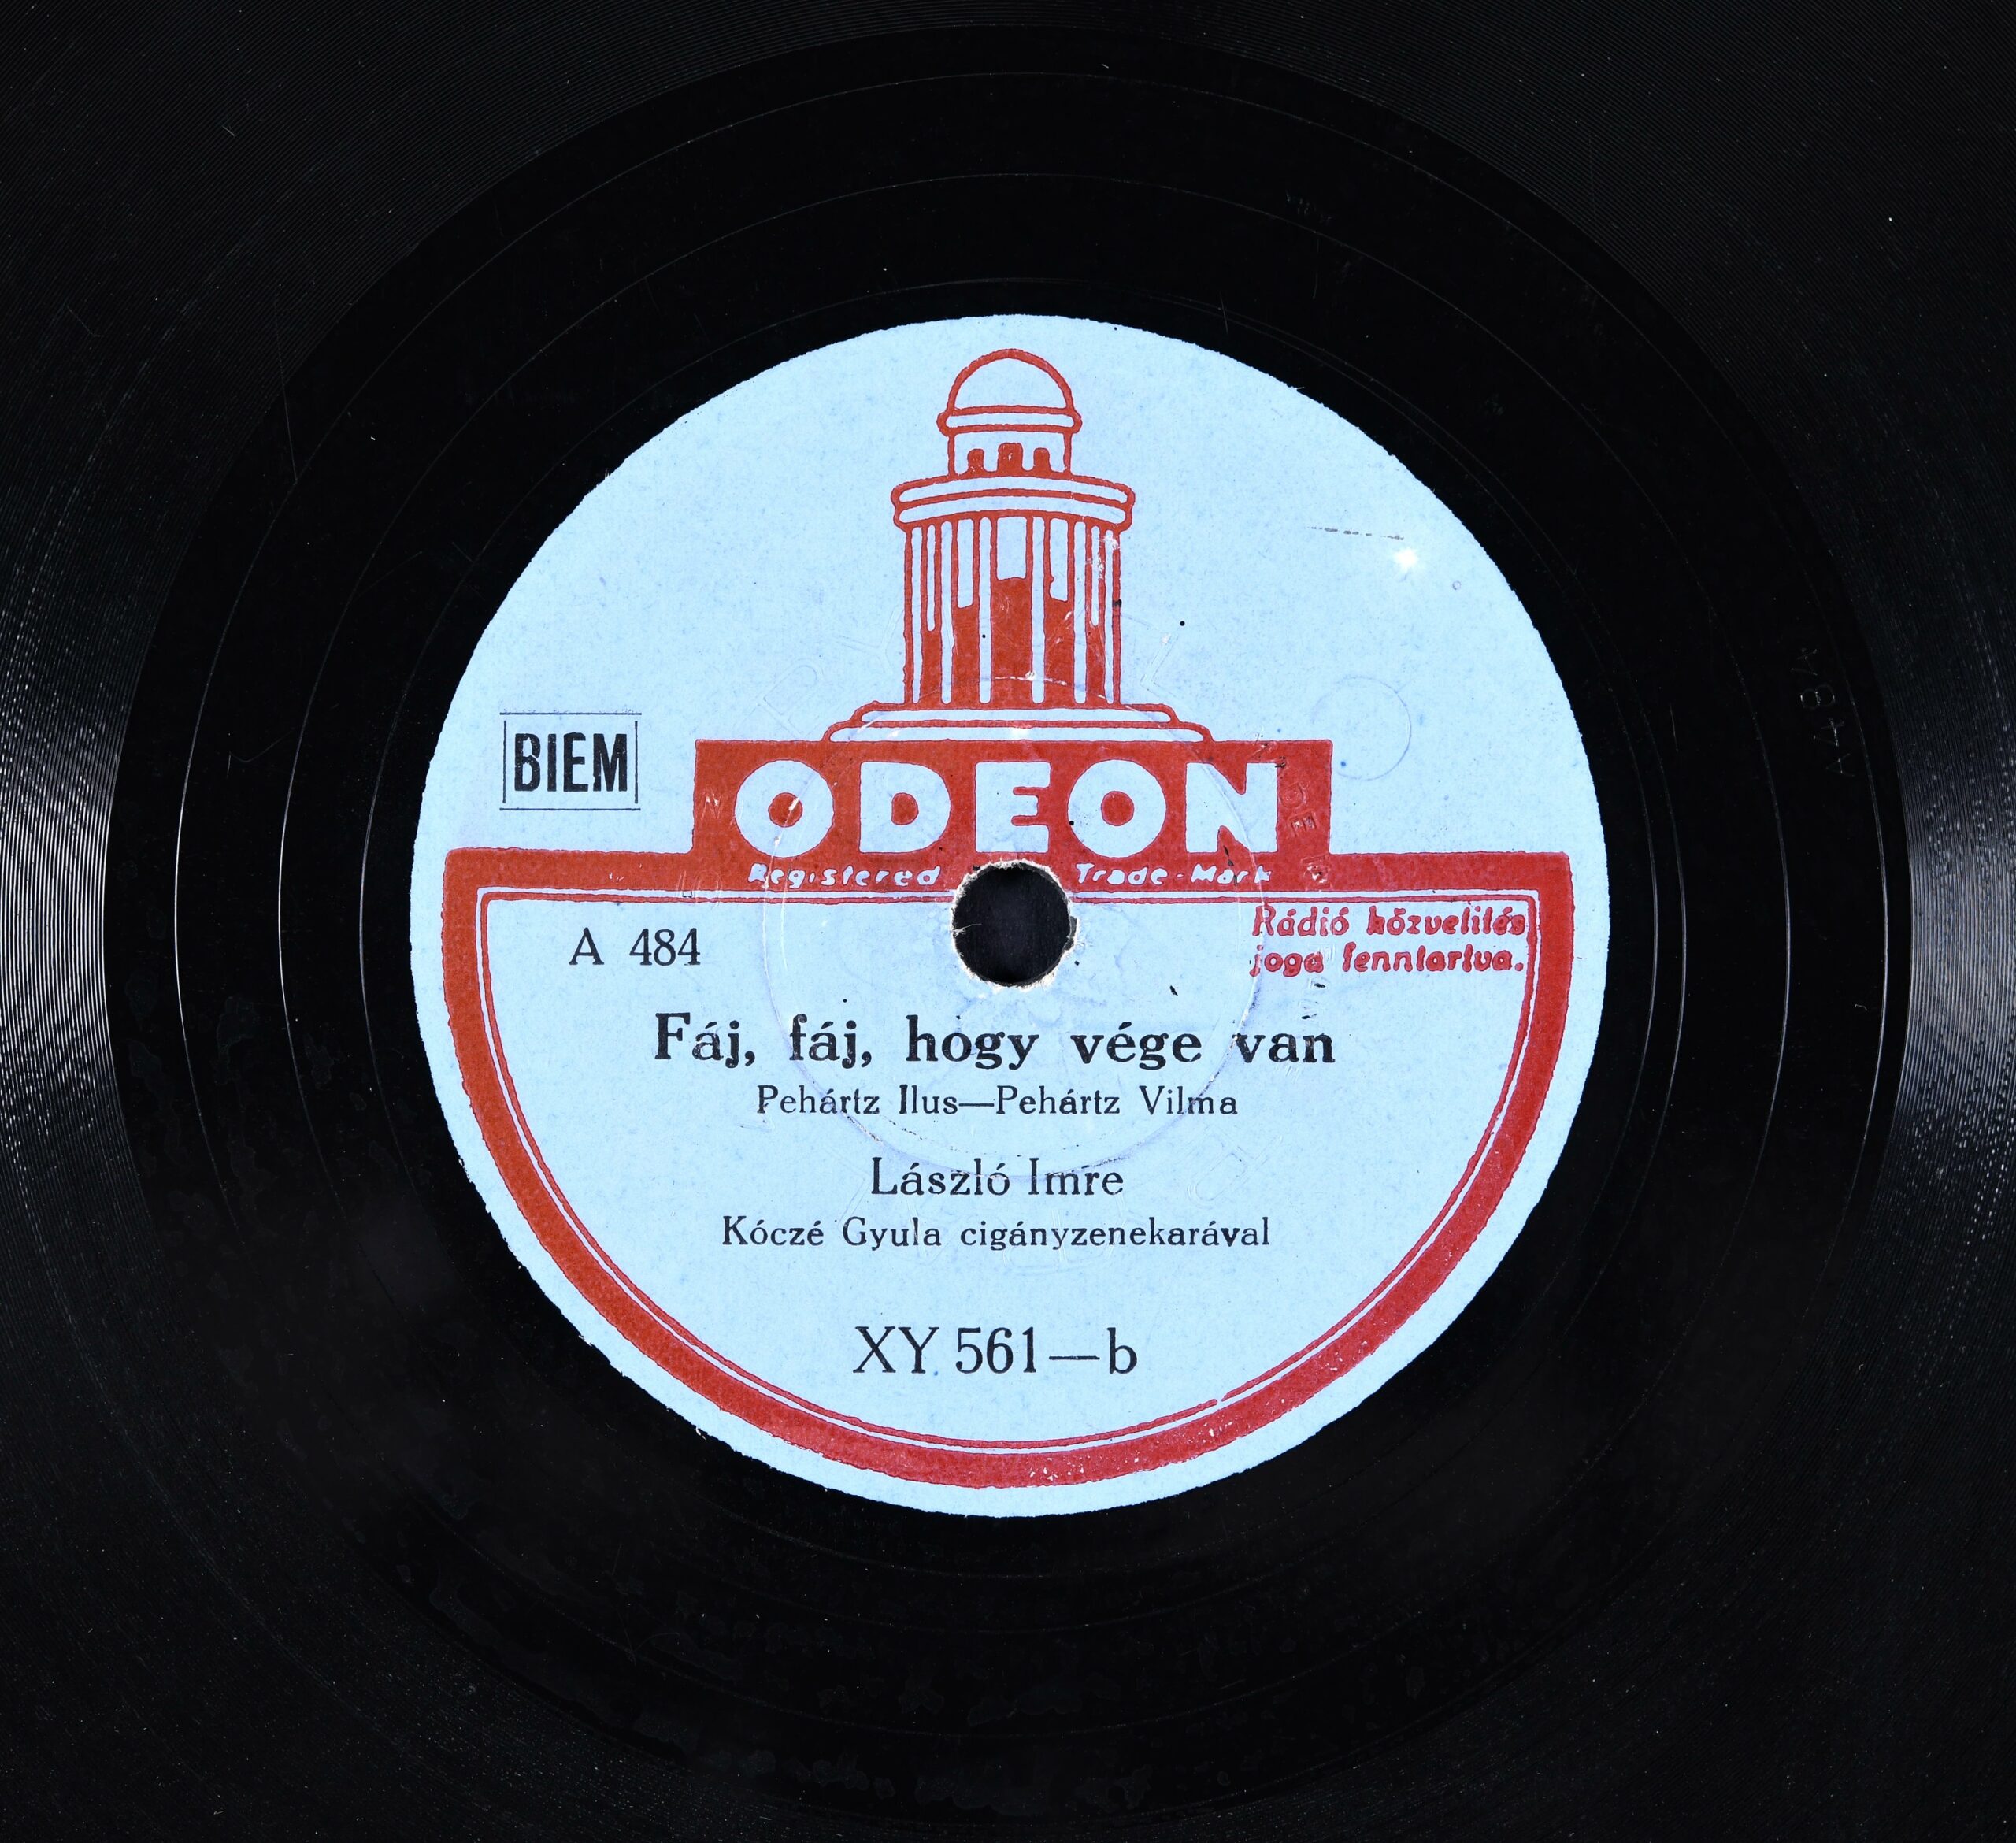 BIEM
ODEON
Registered Trade-Mark
A 484
Rádió közvelités
joga fenntartva.
Fáj, fáj, hogy vége van
Pehártz Ilus—Pehártz Vilma
László Imre
Kóczé Gyula cigányzenekarával
XY 561—b